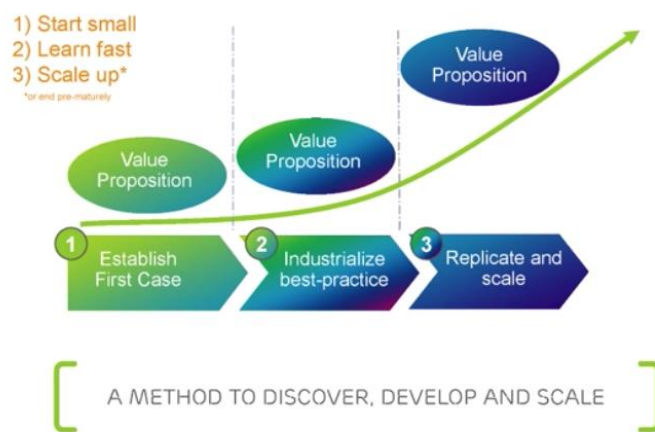 1) Start small
2) Learn fast
3) Scale up*
*or end pre-maturely
Value
Proposition
Value
Proposition
Value
Proposition
1
Establish
First Case
2
Industrialize
best-practice
3
Replicate and
scale
A METHOD TO DISCOVER, DEVELOP AND SCALE